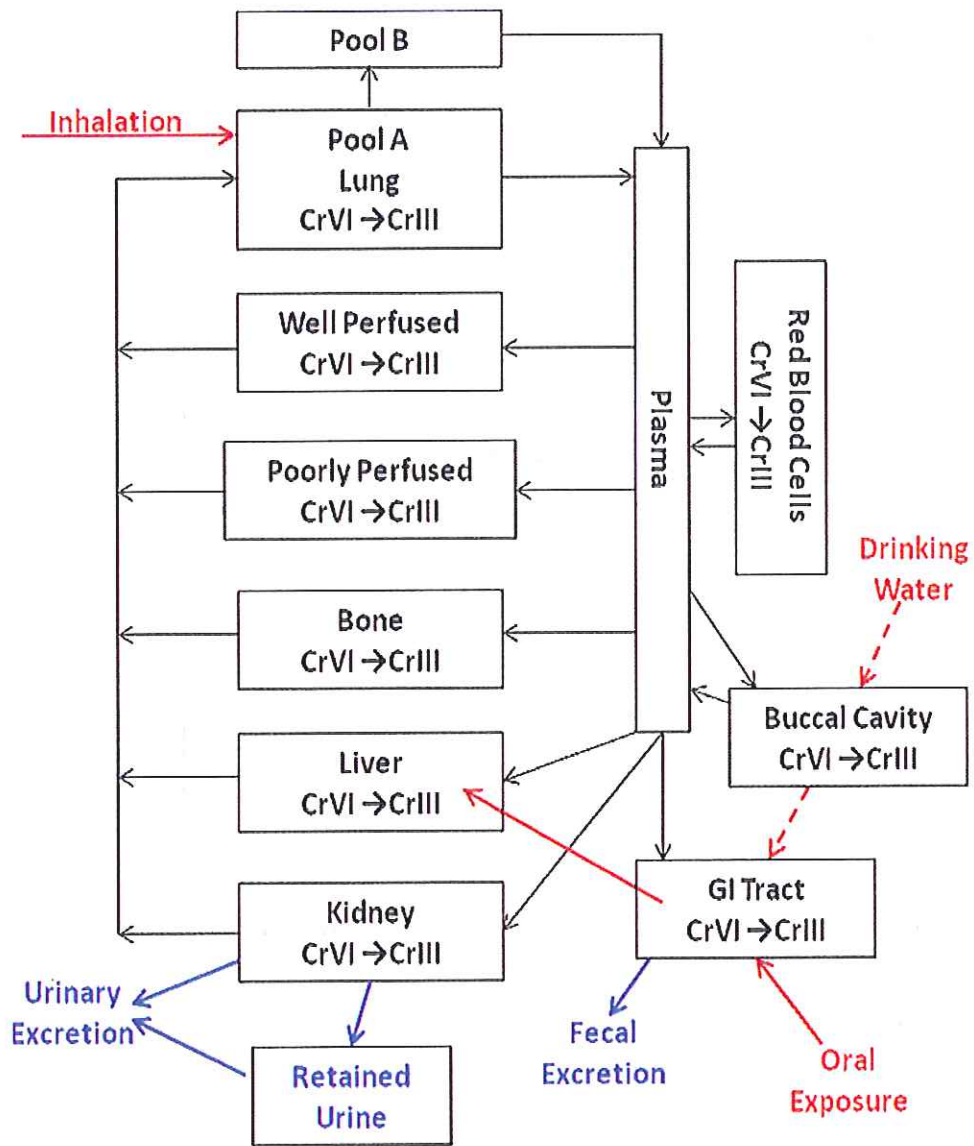 Pool B
Inhalation
Pool A
Lung
CrVI →CrIII
Well Perfused
CrVI →CrIII
Poorly Perfused
CrVI →CrIII
Bone
CrVI →CrIII
Liver
CrVI →CrIII
Kidney
CrVI →CrIII
Urinary
Excretion
Retained
Urine
Plasma
Red Blood Cells
CrVI →CrIII
Drinking
Water
Buccal Cavity
CrVI →CrIII
GI Tract
CrVI →CrIII
Fecal
Excretion
Oral
Exposure